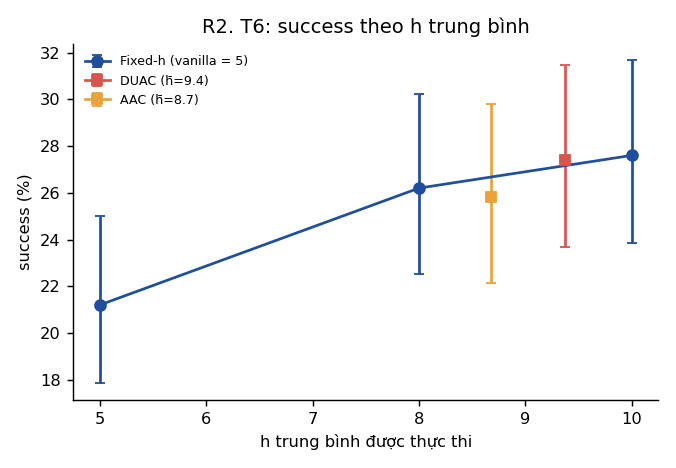 R2. T6: success theo h trung bình
Fixed-h (vanilla = 5)
DUAC (h̄=9.4)
AAC (h̄=8.7)
success (%)
32
30
28
26
24
22
20
18
5
6
7
8
9
10
h trung bình được thực thi